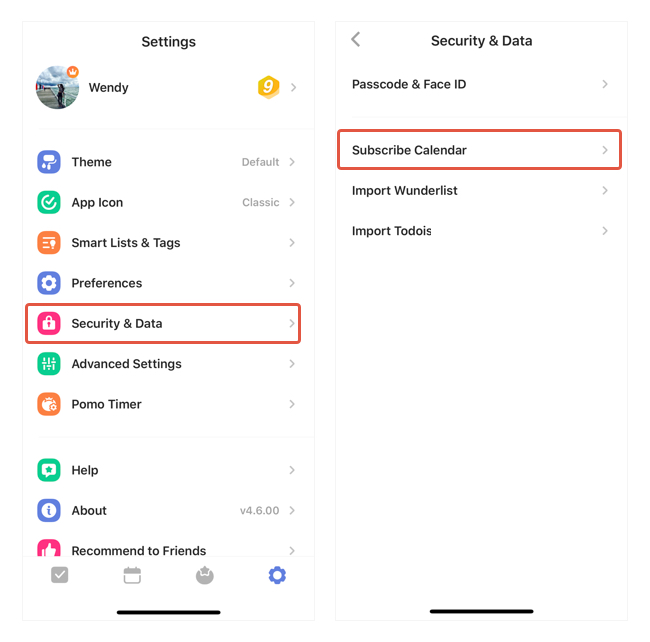 Settings
Wendy
9
Theme Default
App Icon Classic
Smart Lists & Tags
Preferences
Security & Data
Advanced Settings
Pomo Timer
Help
About v4.6.00
Recommend to Friends
Security & Data
Passcode & Face ID
Subscribe Calendar
Import Wunderlist
Import Todois